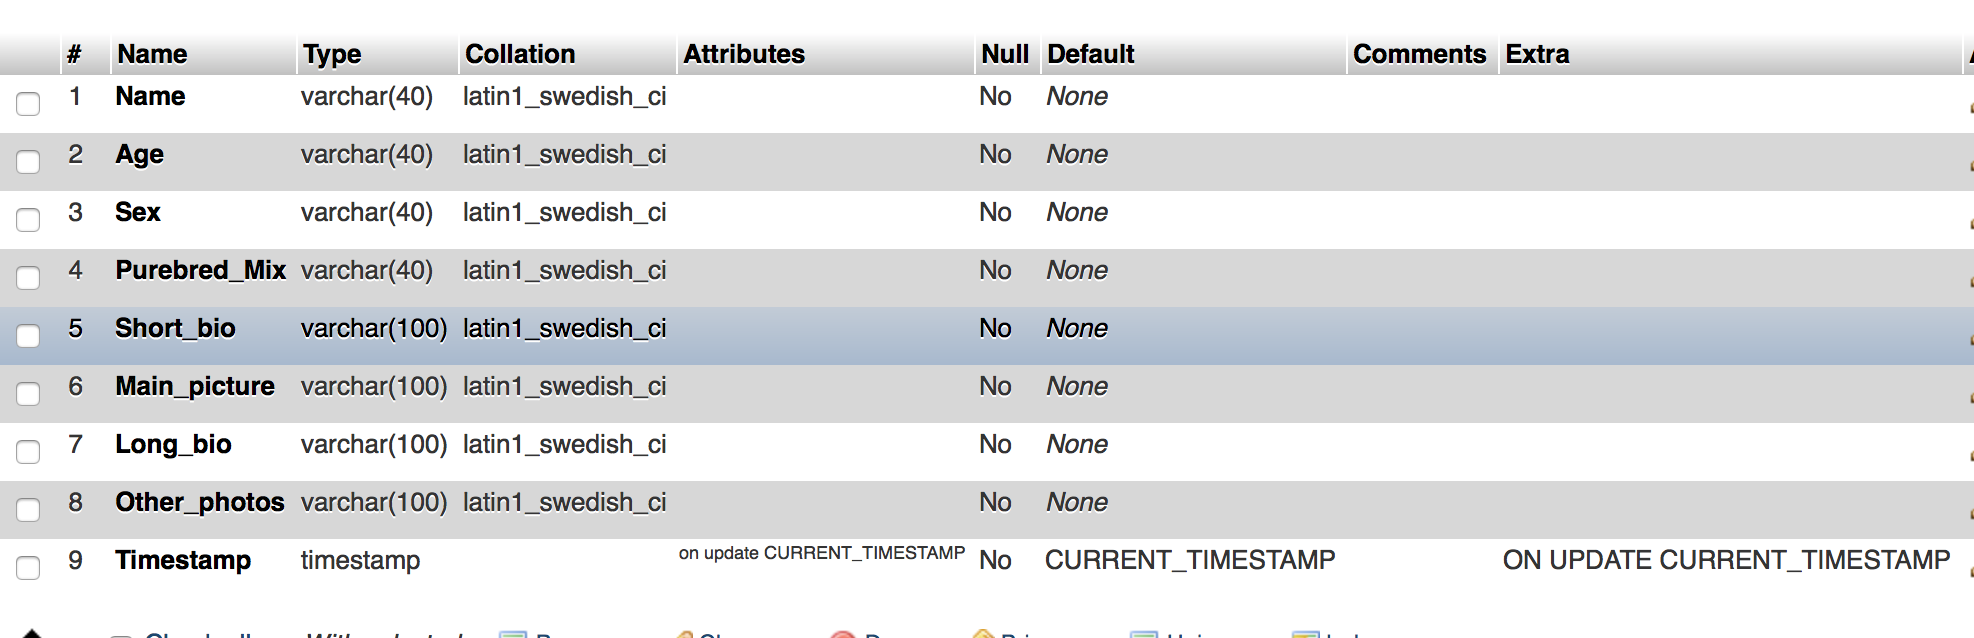 # Name Type Collation Attributes Null Default Comments Extra
1 Name varchar(40) latin1_swedish_ci No None
2 Age varchar(40) latin1_swedish_ci No None
3 Sex varchar(40) latin1_swedish_ci No None
4 Purebred_Mix varchar(40) latin1_swedish_ci No None
5 Short_bio varchar(100) latin1_swedish_ci No None
6 Main_picture varchar(100) latin1_swedish_ci No None
7 Long_bio varchar(100) latin1_swedish_ci No None
8 Other_photos varchar(100) latin1_swedish_ci No None
9 Timestamp timestamp on update CURRENT_TIMESTAMP No CURRENT_TIMESTAMP ON UPDATE CURRENT_TIMESTAMP